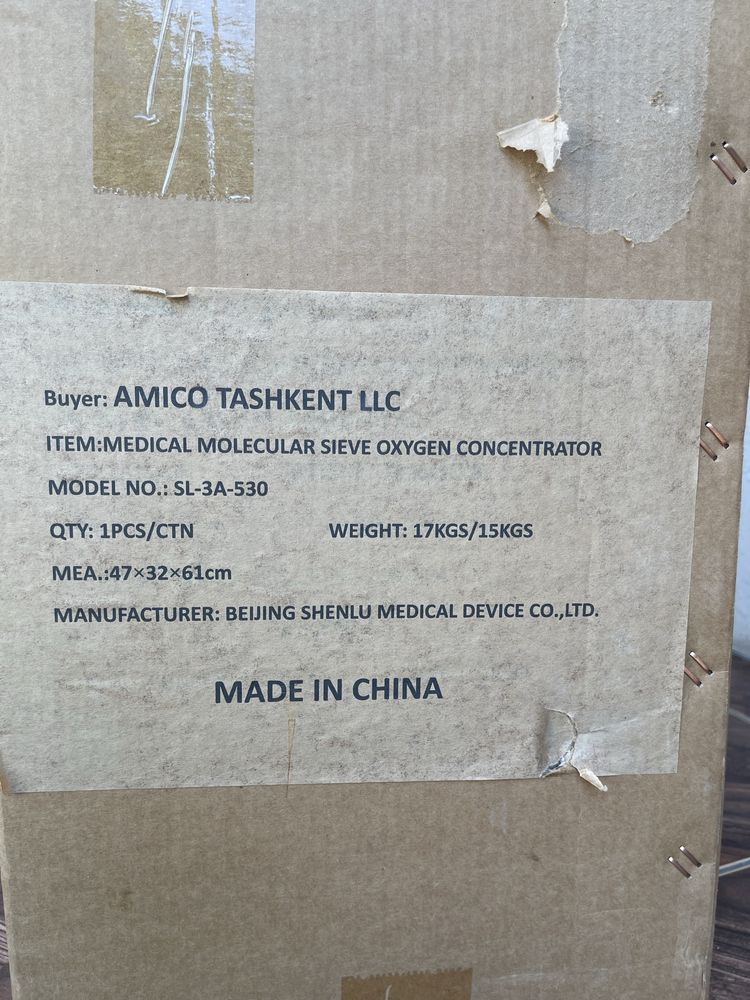 Buyer: AMICO TASHKENT LLC
ITEM:MEDICAL MOLECULAR SIEVE OXYGEN CONCENTRATOR
MODEL NO.: SL-3A-530
QTY: 1PCS/CTN WEIGHT: 17KGS/15KGS
MEA.:47×32×61cm
MANUFACTURER: BEIJING SHENLU MEDICAL DEVICE CO.,LTD.
MADE IN CHINA